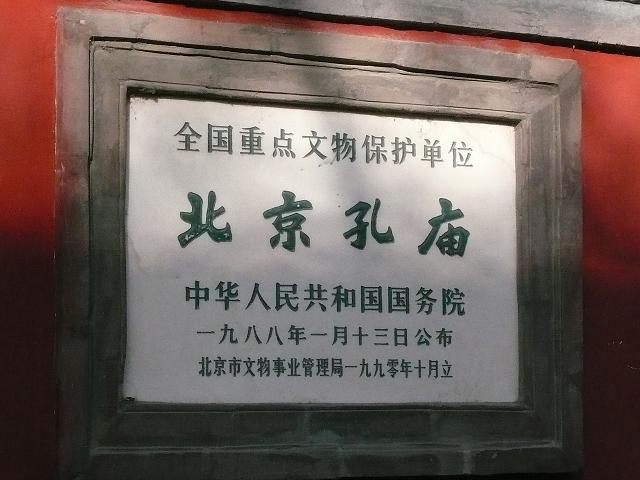 全国重点文物保护单位
北京孔庙
中华人民共和国国务院
一九八八年一月十三日公布
北京市文物事业管理局一九九零年十月立